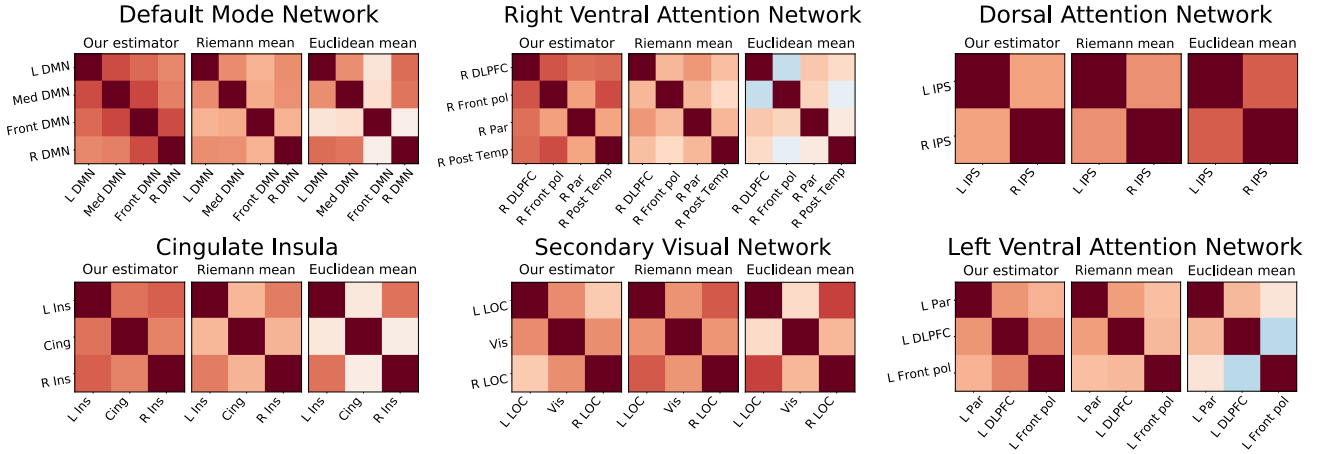 Default Mode Network
Our estimator Riemann mean Euclidean mean
L DMN
Med DMN
Front DMN
R DMN
L DMN Med DMN Front DMN R DMN L DMN Med DMN Front DMN R DMN L DMN Med DMN Front DMN R DMN
Right Ventral Attention Network
Our estimator Riemann mean Euclidean mean
R DLPFC
R Front pol
R Par
R Post Temp
R DLPFC R Front pol R Par R Post Temp R DLPFC R Front pol R Par R Post Temp R DLPFC R Front pol R Par R Post Temp
Dorsal Attention Network
Our estimator Riemann mean Euclidean mean
L IPS
R IPS
L IPS R IPS L IPS R IPS L IPS R IPS
Cingulate Insula
Our estimator Riemann mean Euclidean mean
L Ins
Cing
R Ins
L Ins Cing R Ins L Ins Cing R Ins L Ins Cing R Ins
Secondary Visual Network
Our estimator Riemann mean Euclidean mean
L LOC
Vis
R LOC
L LOC Vis R LOC L LOC Vis R LOC L LOC Vis R LOC
Left Ventral Attention Network
Our estimator Riemann mean Euclidean mean
L Par
L DLPFC
L Front pol
L Par L DLPFC L Front pol L Par L DLPFC L Front pol L Par L DLPFC L Front pol